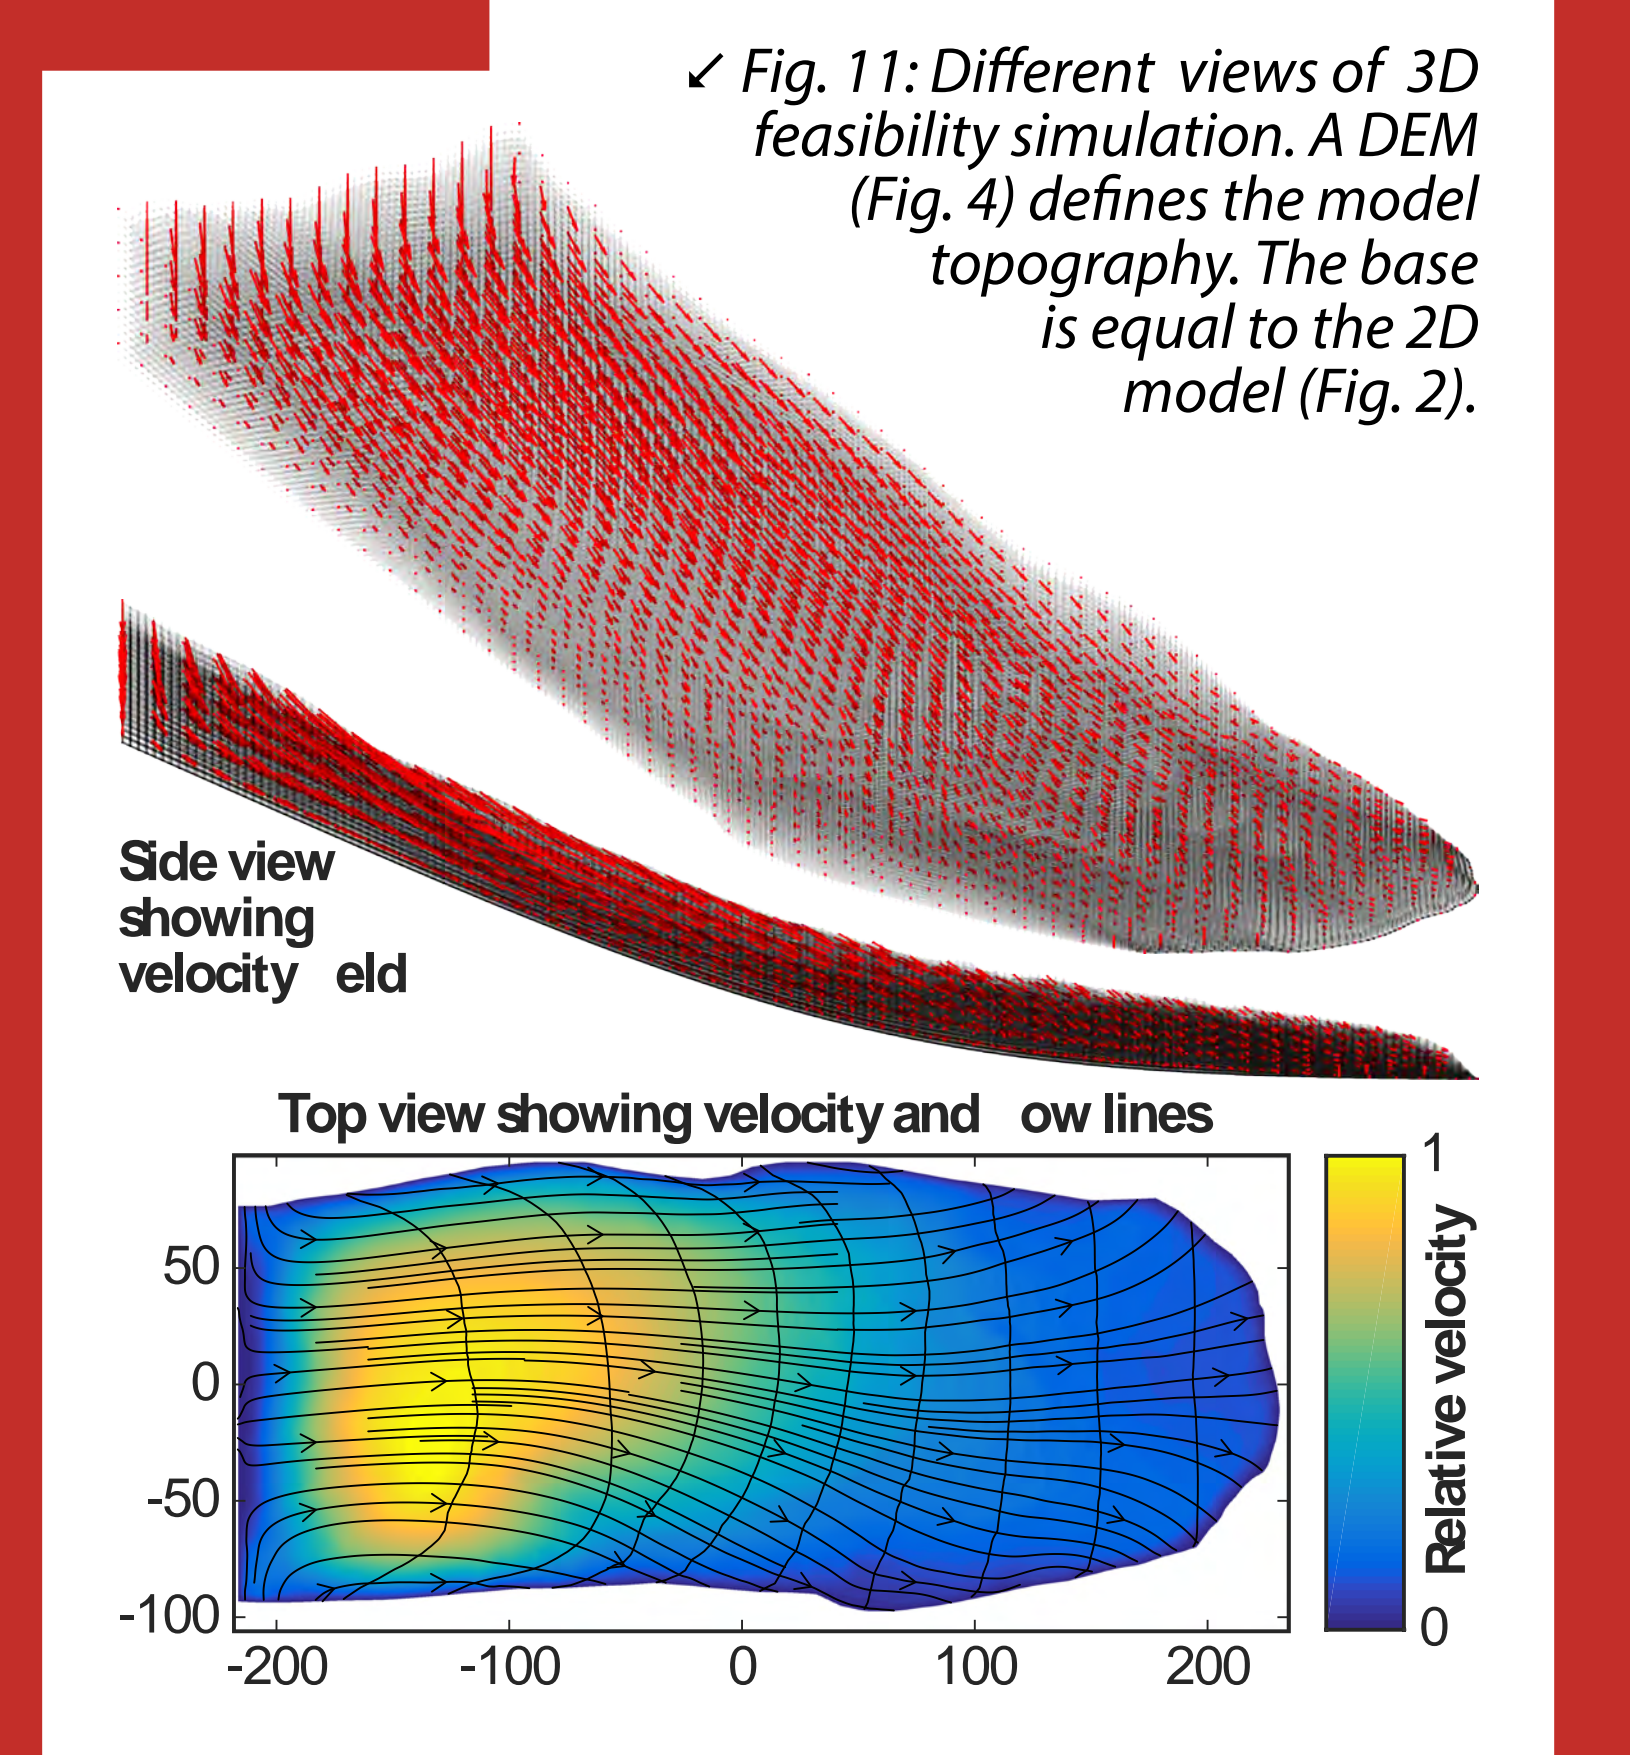 ↙ Fig. 11: Different views of 3D
feasibility simulation. A DEM
(Fig. 4) defines the model
topography. The base
is equal to the 2D
model (Fig. 2).
Side view
showing
velocity eld
Top view showing velocity and ow lines
50
0
-50
-100
-200
-100
0
100
200
1
Relative velocity
0